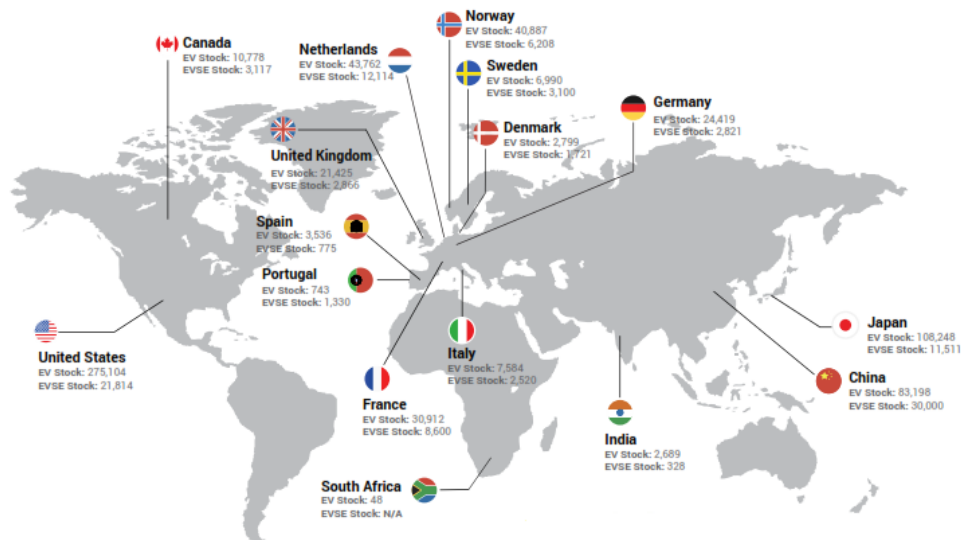 Norway
EV Stock: 40,887
EVSE Stock: 6,208
Canada
EV Stock: 10,778
EVSE Stock: 3,117
Netherlands
EV Stock: 43,762
EVSE Stock: 12,114
Sweden
EV Stock: 6,990
EVSE Stock: 3,100
Germany
EV Stock: 24,419
EVSE Stock: 2,821
Denmark
EV Stock: 2,799
EVSE Stock: 1,721
United Kingdom
EV Stock: 21,425
EVSE Stock: 2,866
Spain
EV Stock: 3,536
EVSE Stock: 775
Portugal
EV Stock: 743
EVSE Stock: 1,330
United States
EV Stock: 275,104
EVSE Stock: 21,814
Italy
EV Stock: 7,584
EVSE Stock: 2,520
Japan
EV Stock: 108,248
EVSE Stock: 11,511
China
EV Stock: 83,198
EVSE Stock: 30,000
France
EV Stock: 30,912
EVSE Stock: 8,600
India
EV Stock: 2,689
EVSE Stock: 328
South Africa
EV Stock: 48
EVSE Stock: N/A